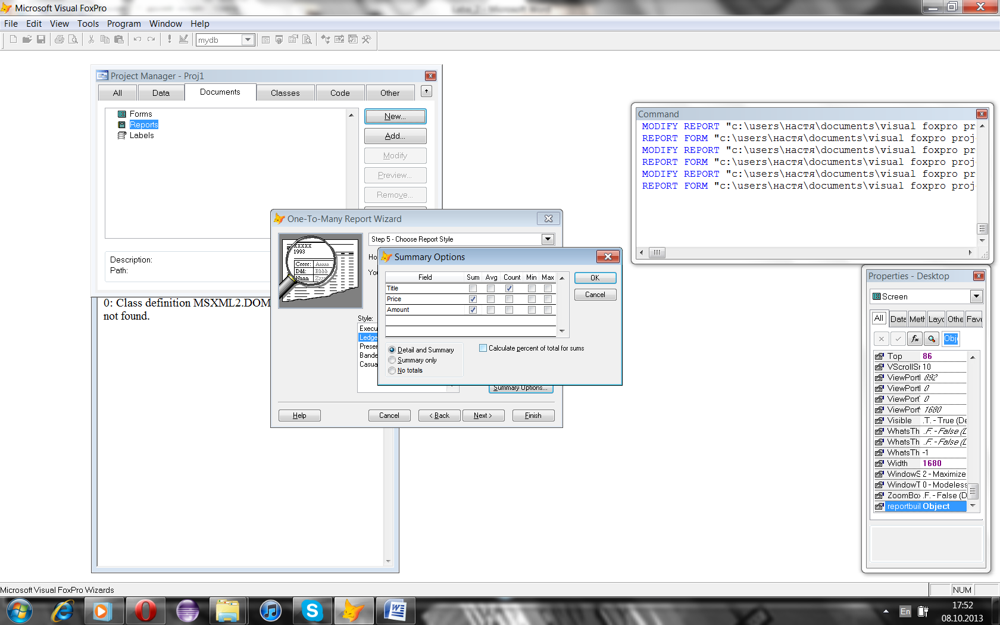 Microsoft Visual FoxPro
File Edit View Tools Program Window Help
mydb
Project Manager - Proj1
All Data Documents Classes Code Other
Forms
Reports
Labels
New...
Add...
Modify
Preview...
Remove...
Description:
Path:
0: Class definition MSXML2.DOM
not found.
One-To-Many Report Wizard
XXXXX
1993
Ccccc: Aaaaa
Ddd: Bbbb
Nnnn Zzzz
Step 5 - Choose Report Style
Ho
You
Style:
Execu
Ledge
Preser
Bande
Casua
Summary Options...
Help Cancel < Back Next > Finish
Summary Options
Field Sum Avg Count Min Max
Title
Price
Amount
OK
Cancel
Detail and Summary
Summary only
No totals
Calculate percent of total for sums
Command
MODIFY REPORT "c:\users\настя\documents\visual foxpro pr
REPORT FORM "c:\users\настя\documents\visual foxpro proj
MODIFY REPORT "c:\users\настя\documents\visual foxpro pr
REPORT FORM "c:\users\настя\documents\visual foxpro proj
MODIFY REPORT "c:\users\настя\documents\visual foxpro pr
REPORT FORM "c:\users\настя\documents\visual foxpro proj
Properties - Desktop
Screen
All Data Meth Layo Othe Favo
Obj
Top 86
VScrollSr 10
ViewPortl 892
ViewPortl 0
ViewPort 0
ViewPort 1680
Visible .T. - True (De
WhatsTh .F. - False (D
WhatsTh .F. - False (D
WhatsTh -1
Width 1680
WindowS 2 - Maximize
WindowT 0 - Modeless
ZoomBox .F. - False (D
reportbuil Object
Microsoft Visual FoxPro Wizards
NUM
En
17:52
08.10.2013